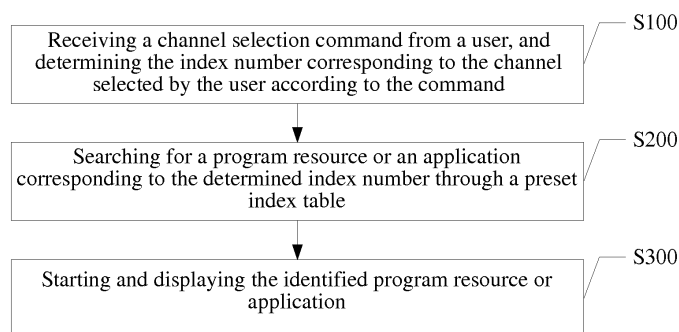 S100
Receiving a channel selection command from a user, and
determining the index number corresponding to the channel
selected by the user according to the command
S200
Searching for a program resource or an application
corresponding to the determined index number through a preset
index table
S300
Starting and displaying the identified program resource or
application